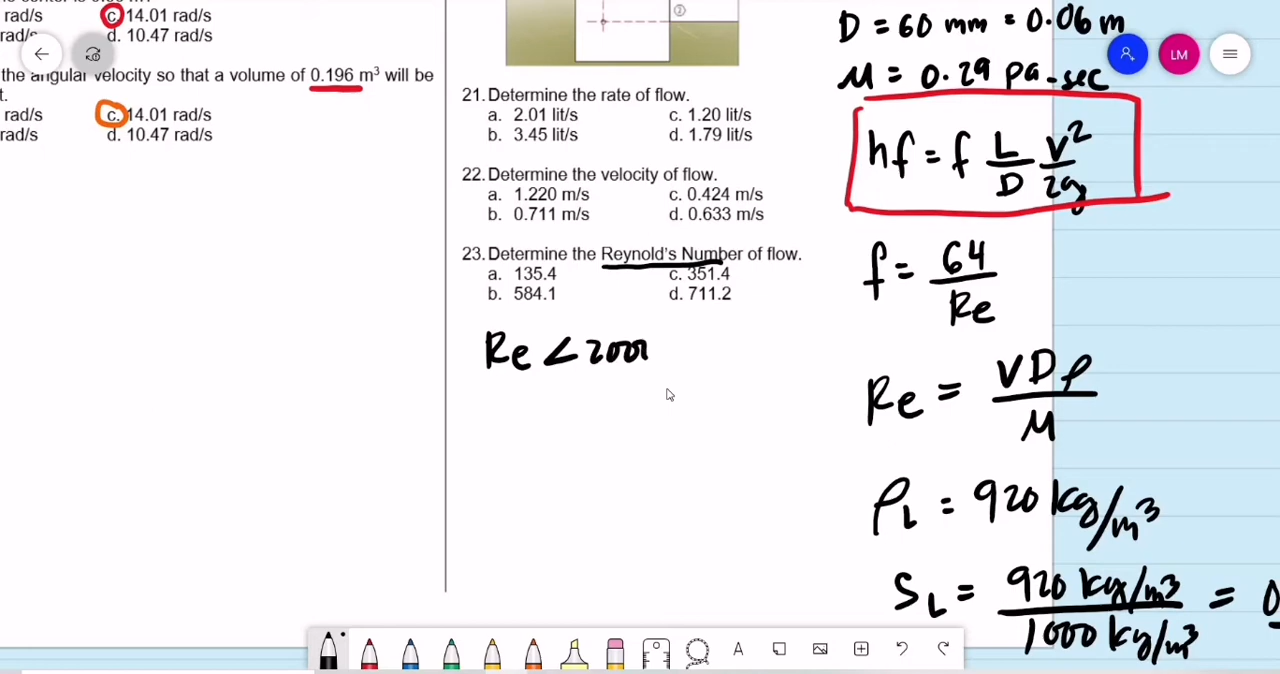 rad/s c. 14.01 rad/s
rad/s d. 10.47 rad/s
the angular velocity so that a volume of 0.196 m³ will be
t.
rad/s c. 14.01 rad/s
rad/s d. 10.47 rad/s
②
21. Determine the rate of flow.
a. 2.01 lit/s c. 1.20 lit/s
b. 3.45 lit/s d. 1.79 lit/s
22. Determine the velocity of flow.
a. 1.220 m/s c. 0.424 m/s
b. 0.711 m/s d. 0.633 m/s
23. Determine the Reynold's Number of flow.
a. 135.4 c. 351.4
b. 584.1 d. 711.2
Re < 2000
D = 60 mm = 0.06 m
μ = 0.29 pa-sec
hf = f L/D V²/2g
f = 64/Re
Re = VDρ/μ
ρL = 920 kg/m³
SL = 920 kg/m³ / 1000 kg/m³ = 0
LM
A